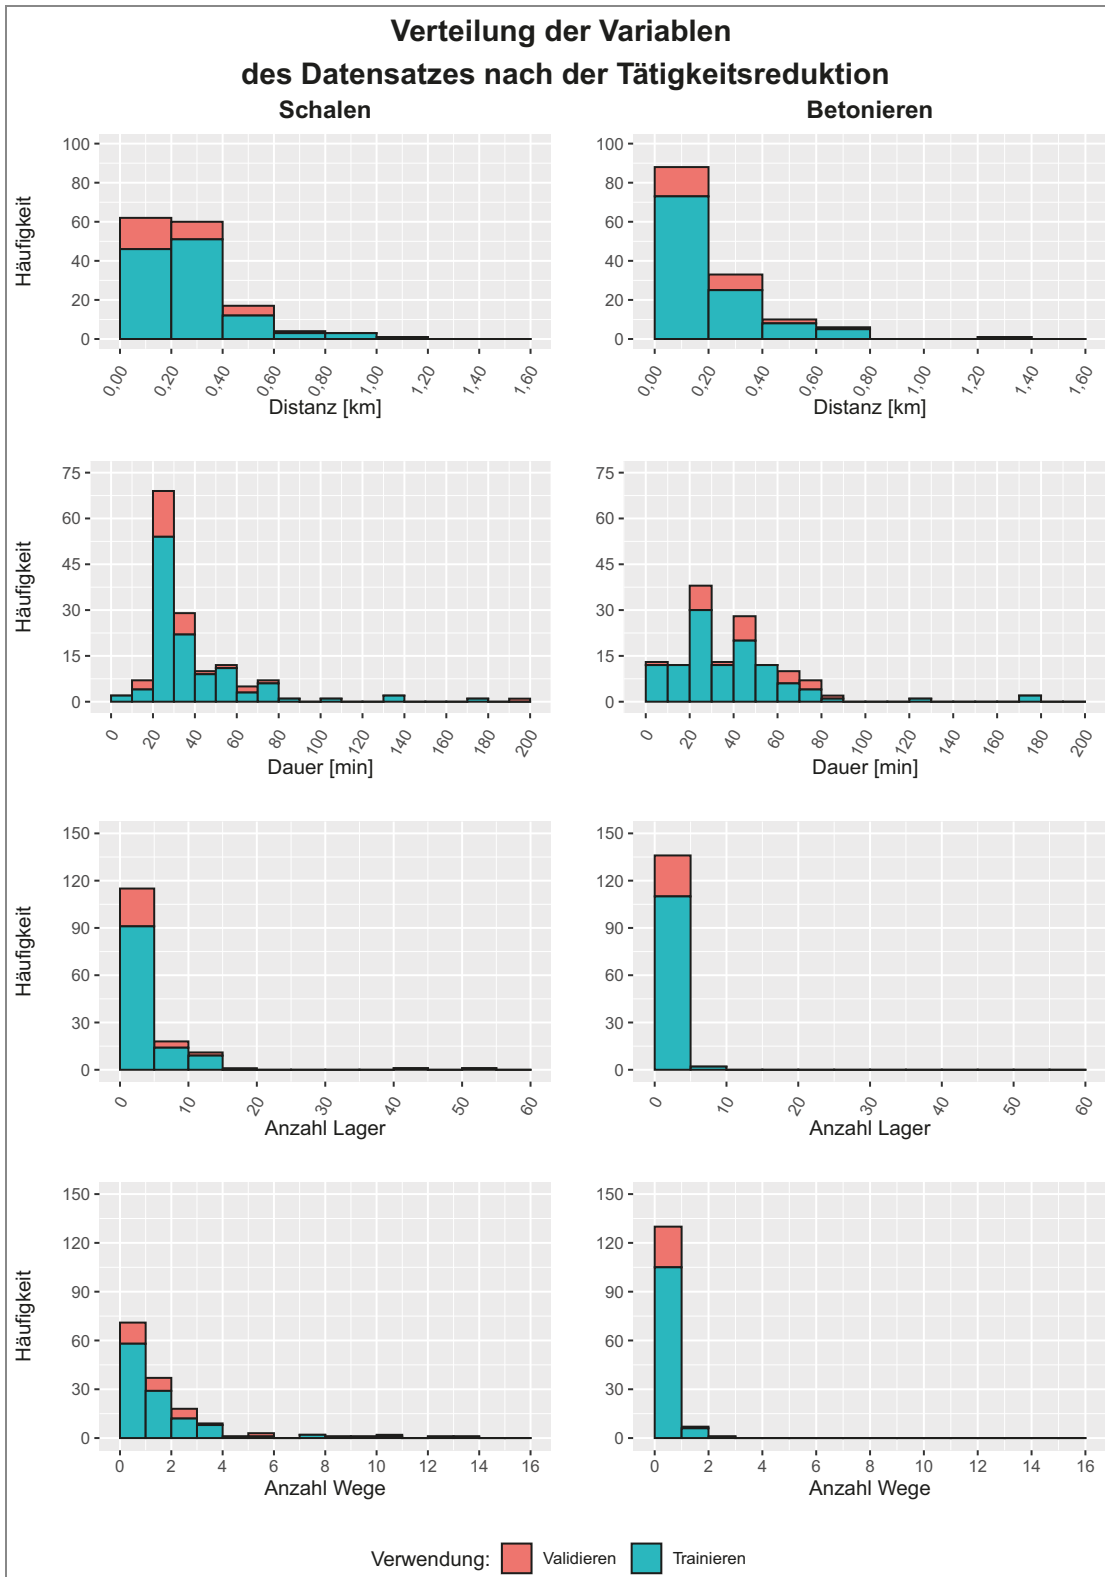 Verteilung der Variablen
des Datensatzes nach der Tätigkeitsreduktion
Schalen
Betonieren
Häufigkeit
100
80
60
40
20
0
0,00 0,20 0,40 0,60 0,80 1,00 1,20 1,40 1,60
Distanz [km]
100
80
60
40
20
0
0,00 0,20 0,40 0,60 0,80 1,00 1,20 1,40 1,60
Distanz [km]
Häufigkeit
75
60
45
30
15
0
0 20 40 60 80 100 120 140 160 180 200
Dauer [min]
75
60
45
30
15
0
0 20 40 60 80 100 120 140 160 180 200
Dauer [min]
Häufigkeit
150
120
90
60
30
0
0 10 20 30 40 50 60
Anzahl Lager
150
120
90
60
30
0
0 10 20 30 40 50 60
Anzahl Lager
Häufigkeit
150
120
90
60
30
0
0 2 4 6 8 10 12 14 16
Anzahl Wege
150
120
90
60
30
0
0 2 4 6 8 10 12 14 16
Anzahl Wege
Verwendung: Validieren Trainieren